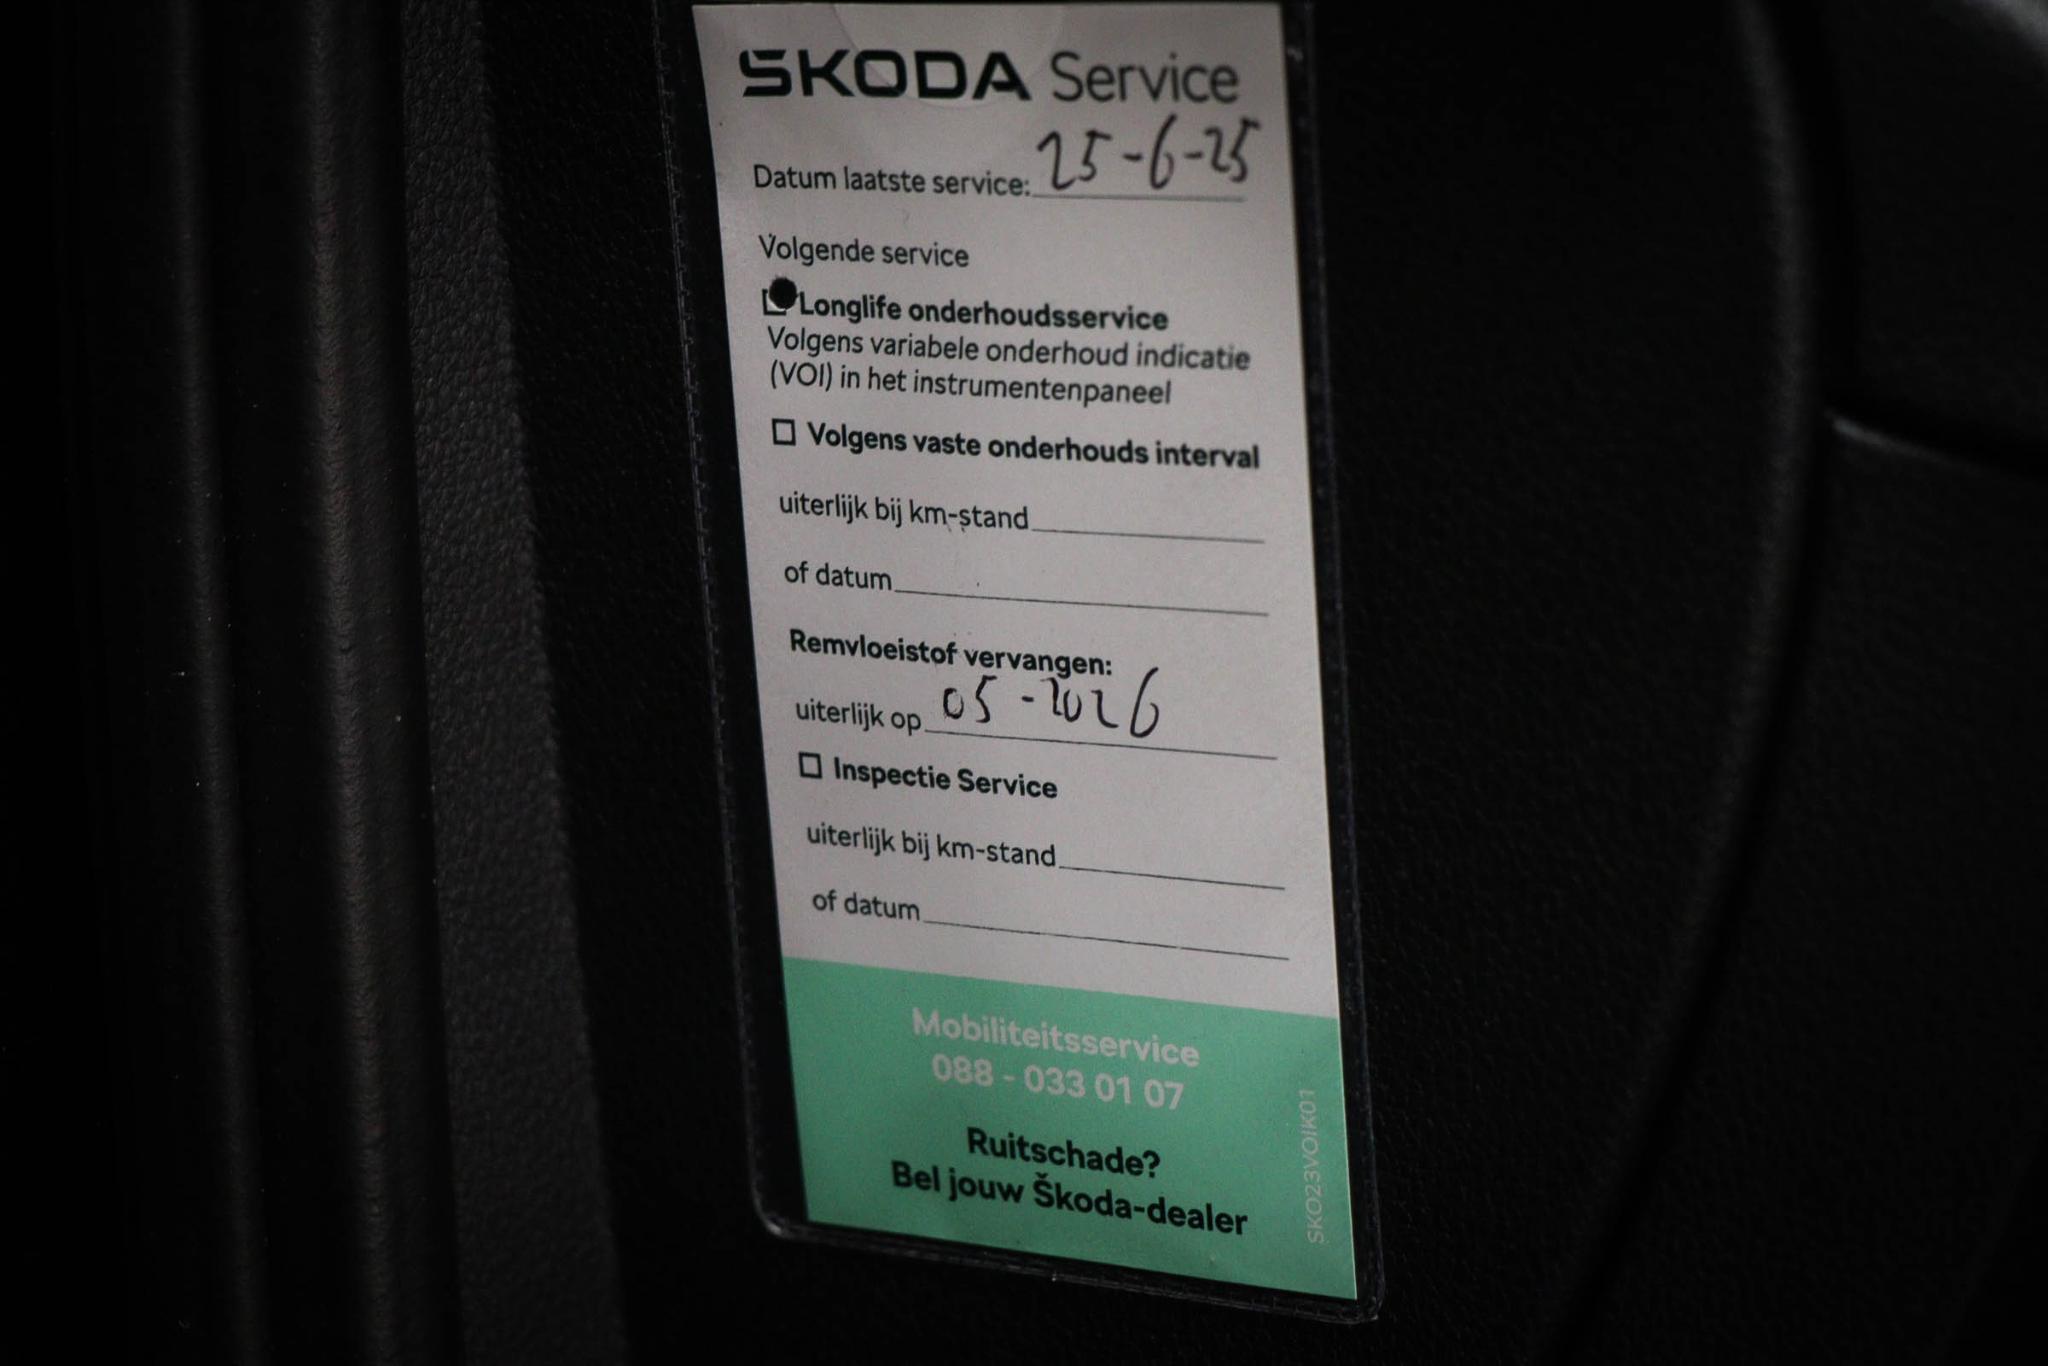 ŠKODA Service
Datum laatste service: 25-6-25
Volgende service
Longlife onderhoudsservice
Volgens variabele onderhoud indicatie
(VOI) in het instrumentenpaneel
Volgens vaste onderhouds interval
uiterlijk bij km-stand
of datum
Remvloeistof vervangen:
uiterlijk op 05-2026
Inspectie Service
uiterlijk bij km-stand
of datum
Mobiliteitsservice
088 - 033 01 07
Ruitschade?
Bel jouw Škoda-dealer
SKO23VOIK01